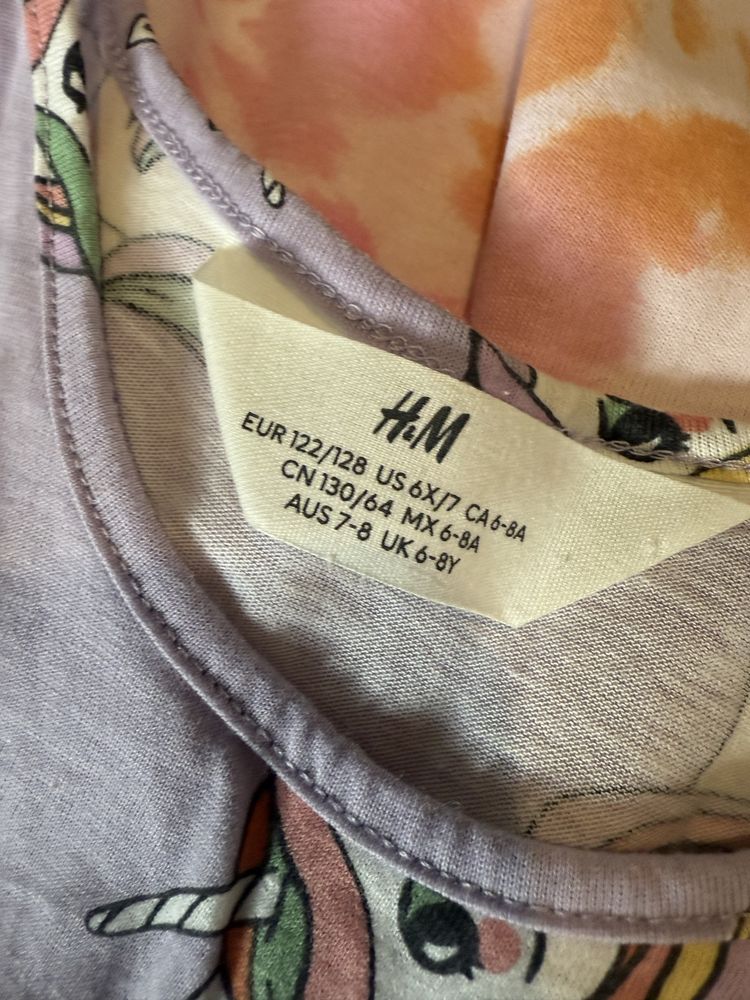 H&M
EUR 122/128 US 6X/7 CA 6-8A
CN 130/64 MX 6-8A
AUS 7-8 UK 6-8Y